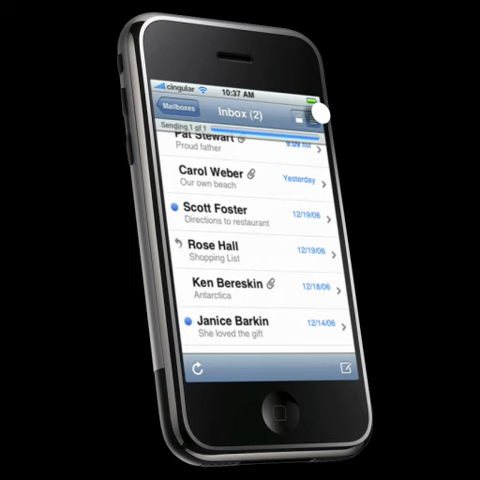 cingular 10:37 AM
Mailboxes Inbox (2)
Sending 1 of 1
Pat Stewart
Proud father
Carol Weber Yesterday
Our own beach
Scott Foster 12/19/06
Directions to restaurant
Rose Hall 12/19/06
Shopping List
Ken Bereskin 12/18/06
Antarctica
Janice Barkin 12/14/06
She loved the gift